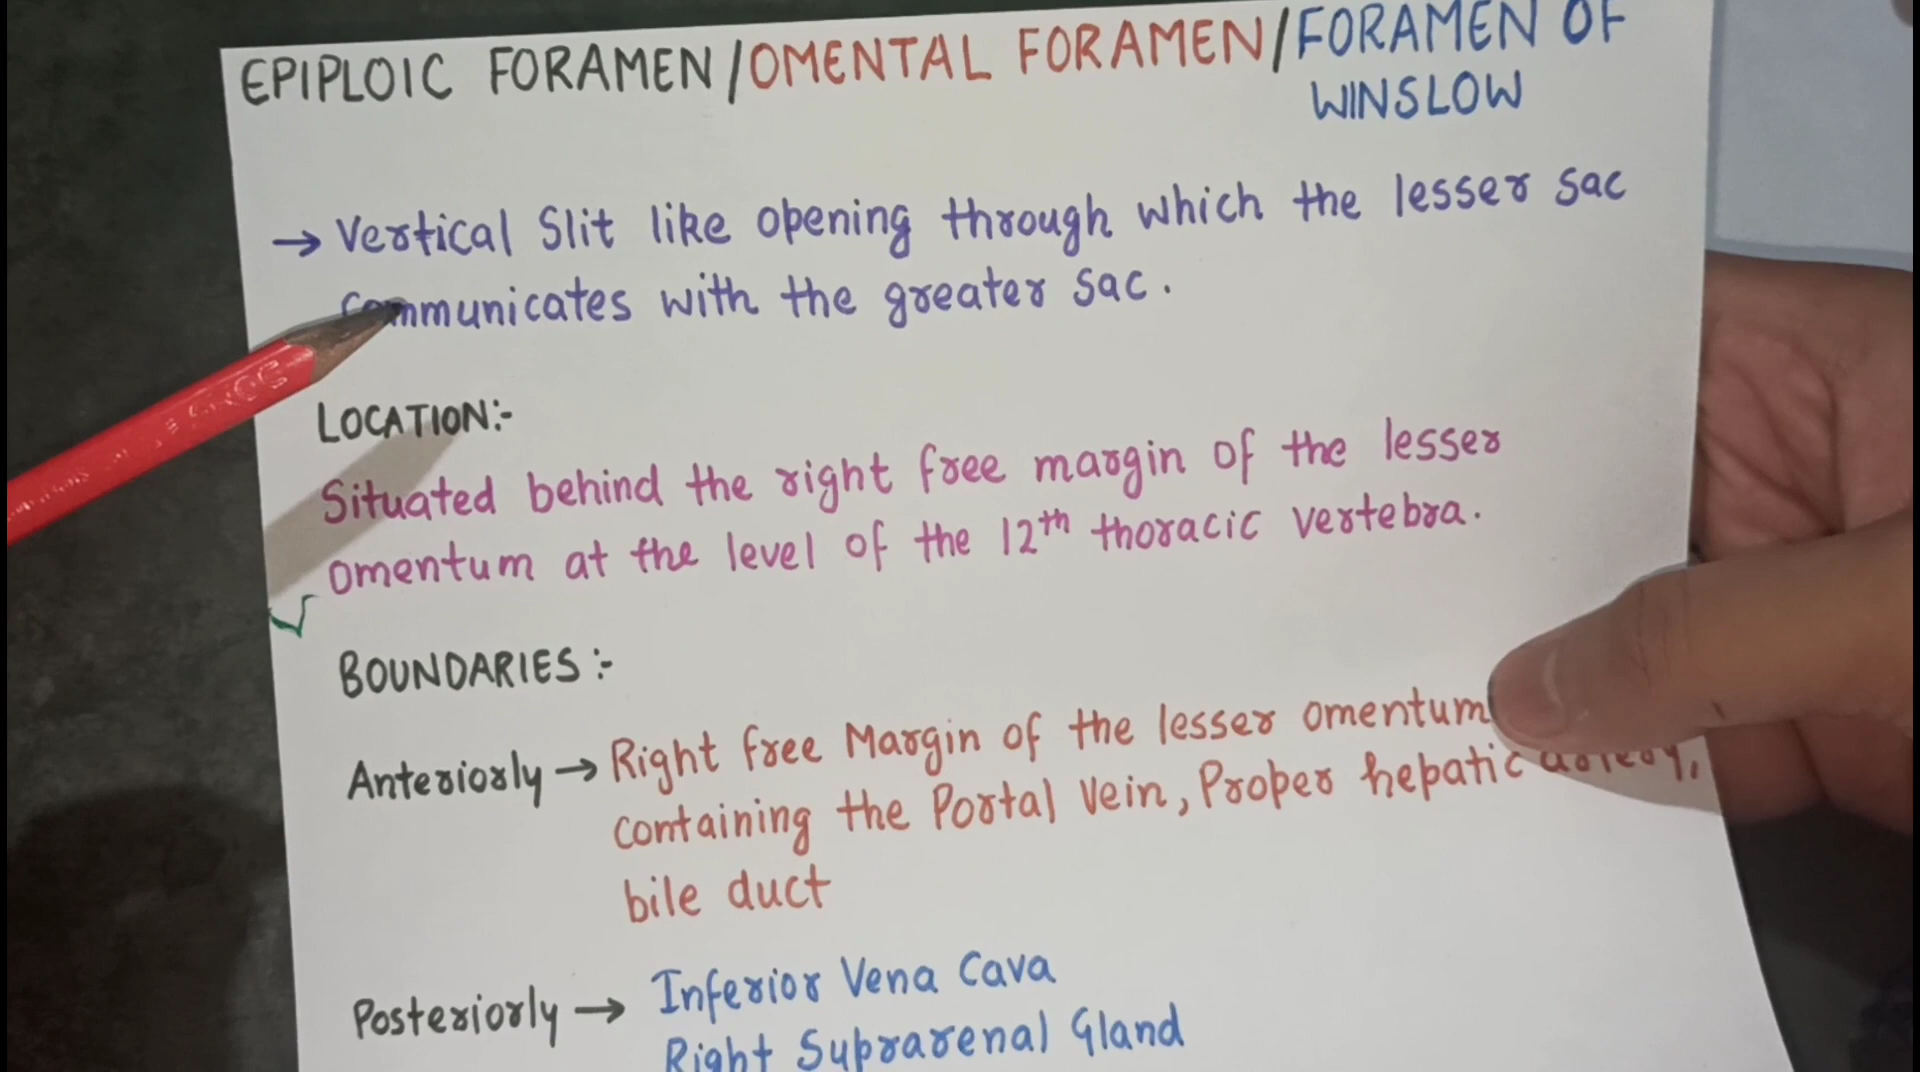 EPIPLOIC FORAMEN/OMENTAL FORAMEN/FORAMEN OF
WINSLOW
→ Vertical Slit like opening through which the lesser sac
communicates with the greater sac.
LOCATION:-
Situated behind the right free margin of the lesser
omentum at the level of the 12th thoracic vertebra.
BOUNDARIES:-
Anteriorly → Right free Margin of the lesser omentum
containing the Portal Vein, Proper hepatic artery,
bile duct
Posteriorly → Inferior Vena Cava
Right Suprarenal Gland